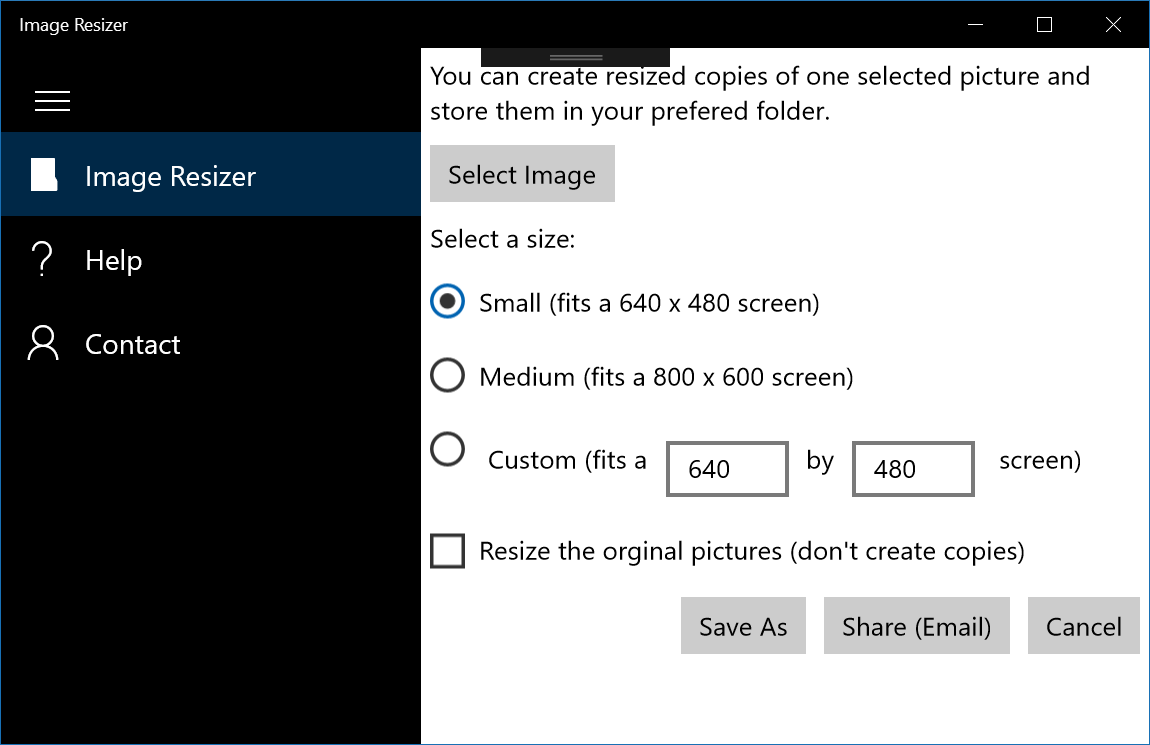 Image Resizer
Image Resizer
Help
Contact
You can create resized copies of one selected picture and
store them in your prefered folder.
Select Image
Select a size:
Small (fits a 640 x 480 screen)
Medium (fits a 800 x 600 screen)
Custom (fits a 640 by 480 screen)
Resize the orginal pictures (don't create copies)
Save As Share (Email) Cancel